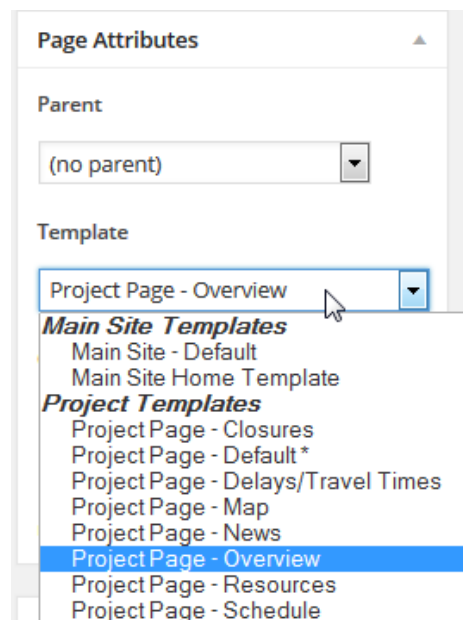 Page Attributes
Parent
(no parent)
Template
Project Page - Overview
Main Site Templates
Main Site - Default
Main Site Home Template
Project Templates
Project Page - Closures
Project Page - Default *
Project Page - Delays/Travel Times
Project Page - Map
Project Page - News
Project Page - Overview
Project Page - Resources
Project Page - Schedule